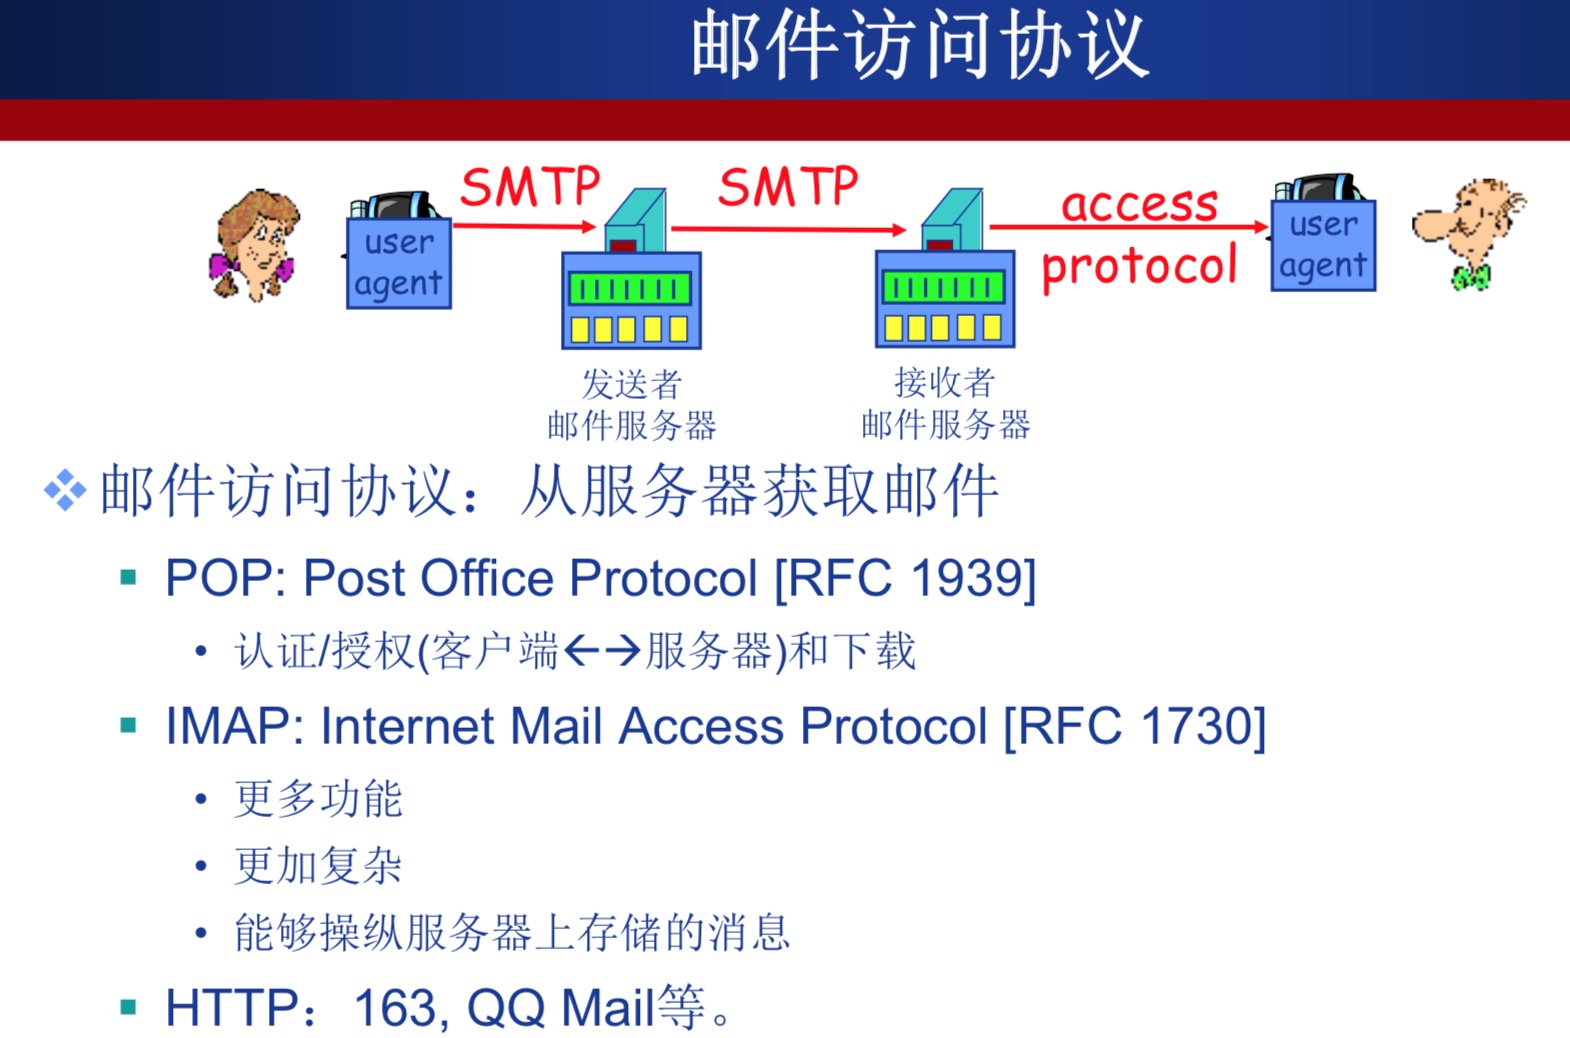 邮件访问协议
SMTP
SMTP
access
protocol
user
agent
user
agent
发送者
邮件服务器
接收者
邮件服务器
邮件访问协议：从服务器获取邮件
POP: Post Office Protocol [RFC 1939]
认证/授权(客户端←→服务器)和下载
IMAP: Internet Mail Access Protocol [RFC 1730]
更多功能
更加复杂
能够操纵服务器上存储的消息
HTTP：163, QQ Mail等。